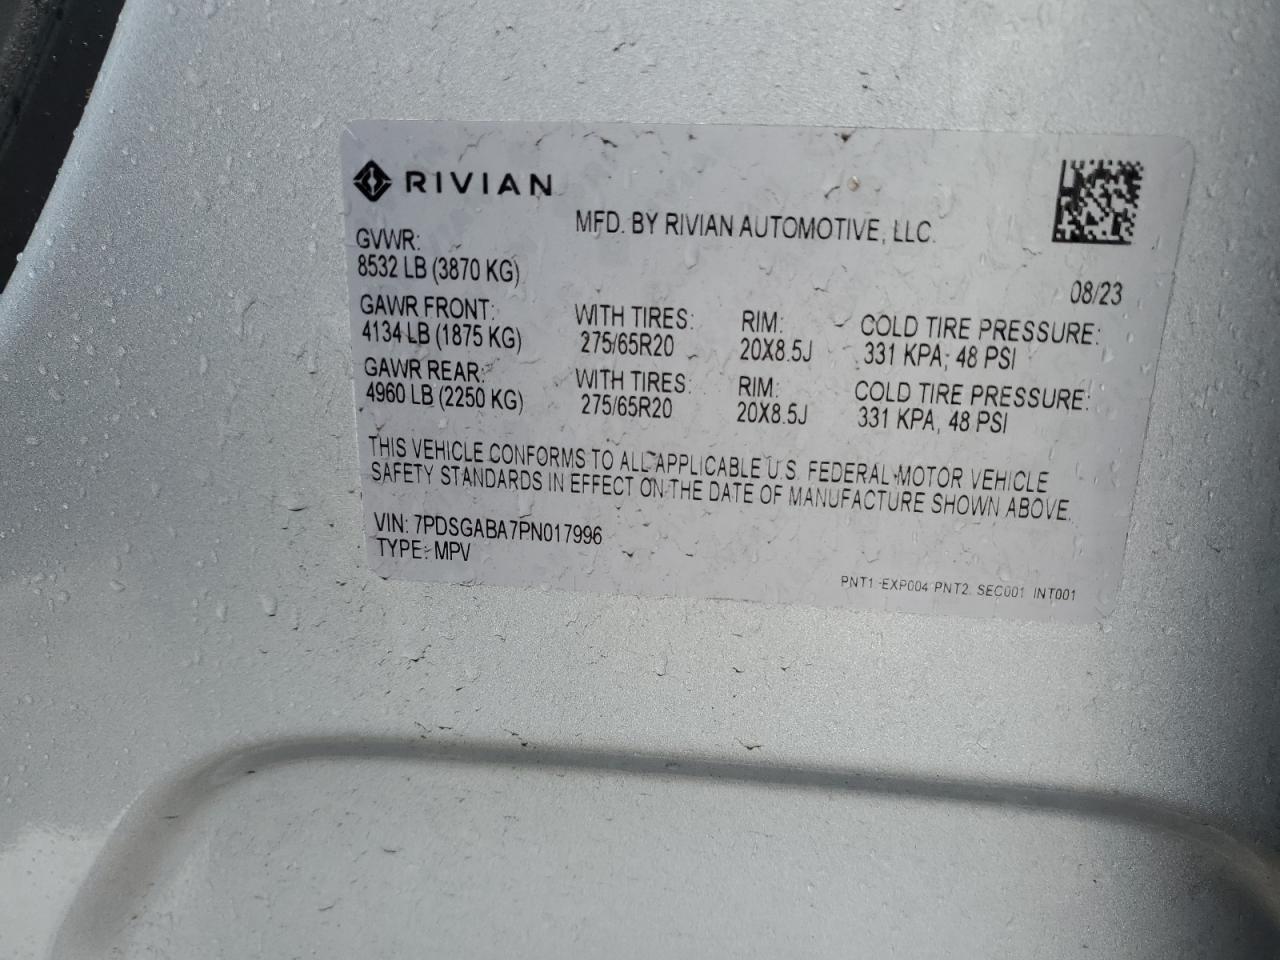 RIVIAN
MFD. BY RIVIAN AUTOMOTIVE, LLC.
08/23
GVWR:
8532 LB (3870 KG)
GAWR FRONT: WITH TIRES: RIM: COLD TIRE PRESSURE:
4134 LB (1875 KG) 275/65R20 20X8.5J 331 KPA, 48 PSI
GAWR REAR: WITH TIRES: RIM: COLD TIRE PRESSURE:
4960 LB (2250 KG) 275/65R20 20X8.5J 331 KPA, 48 PSI
THIS VEHICLE CONFORMS TO ALL APPLICABLE U.S. FEDERAL MOTOR VEHICLE
SAFETY STANDARDS IN EFFECT ON THE DATE OF MANUFACTURE SHOWN ABOVE.
VIN: 7PDSGABA7PN017996
TYPE: MPV
PNT1 EXP004 PNT2 SEC001 INT001